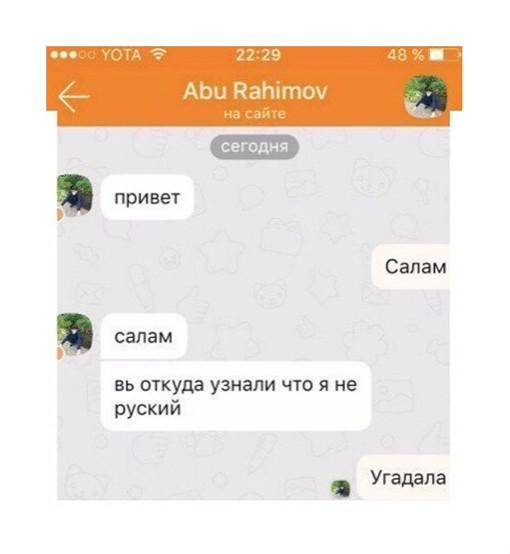 YOTA 22:29 48 %
Abu Rahimov
на сайте
сегодня
привет
Салам
салам
вь откуда узнали что я не
руский
Угадала